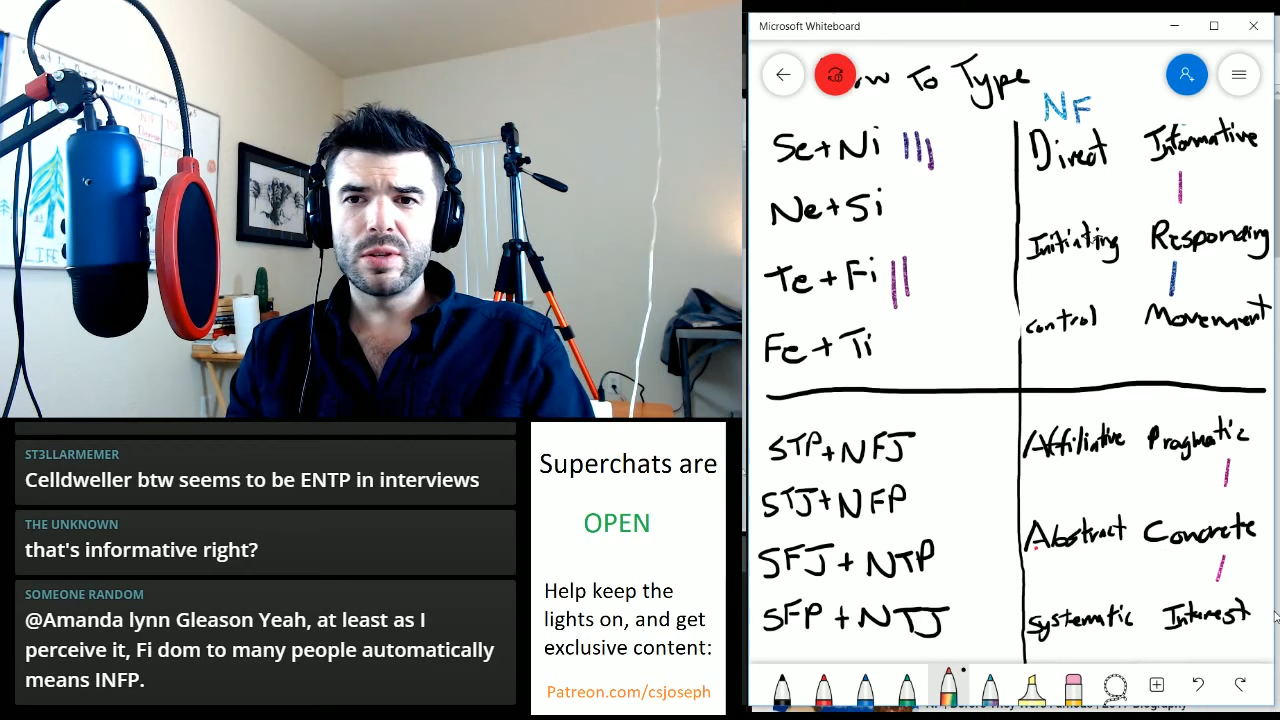 LIFE
ST3LLARMEMER
Celldweller btw seems to be ENTP in interviews
THE UNKNOWN
that's informative right?
SOMEONE RANDOM
@Amanda lynn Gleason Yeah, at least as I
perceive it, Fi dom to many people automatically
means INFP.
Superchats are
OPEN
Help keep the
lights on, and get
exclusive content:
Patreon.com/csjoseph
Microsoft Whiteboard
To Type
NF
Se+Ni
Ne+Si
Te + Fi
Fe + Ti
Direct Informative
Initiating Responding
control Movement
STP+NFJ
STJ+NFP
SFJ + NTP
SFP + NTJ
Affiliative Pragmatic
Abstract Concrete
Systematic Interest